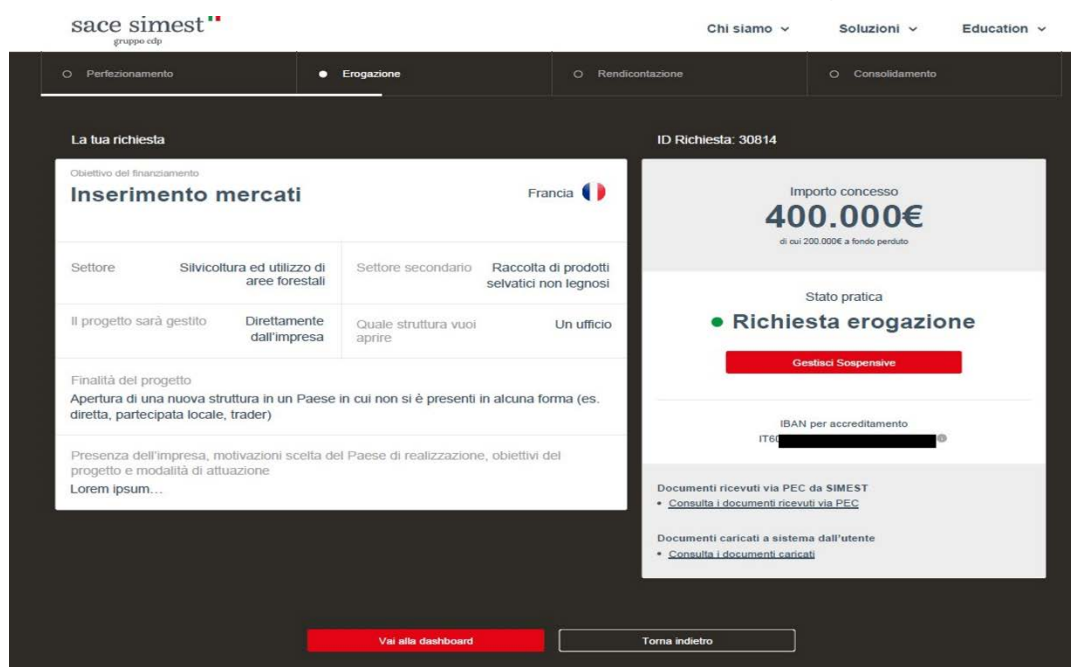 sace simest
gruppo cdp
Chi siamo
Soluzioni
Education
Perfezionamento
Erogazione
Rendicontazione
Consolidamento
La tua richiesta
Obiettivo del finanziamento
Inserimento mercati
Francia
Settore
Silvicoltura ed utilizzo di
aree forestali
Settore secondario
Raccolta di prodotti
selvatici non legnosi
Il progetto sarà gestito
Direttamente
dall'impresa
Quale struttura vuoi
aprire
Un ufficio
Finalità del progetto
Apertura di una nuova struttura in un Paese in cui non si è presenti in alcuna forma (es.
diretta, partecipata locale, trader)
Presenza dell'impresa, motivazioni scelta del Paese di realizzazione, obiettivi del
progetto e modalità di attuazione
Lorem ipsum…
ID Richiesta: 30814
Importo concesso
400.000€
di cui 200.000€ a fondo perduto
Stato pratica
Richiesta erogazione
Gestisci Sospensive
IBAN per accreditamento
IT60
Documenti ricevuti via PEC da SIMEST
• Consulta i documenti ricevuti via PEC
Documenti caricati a sistema dall'utente
• Consulta i documenti caricati
Vai alla dashboard
Torna indietro